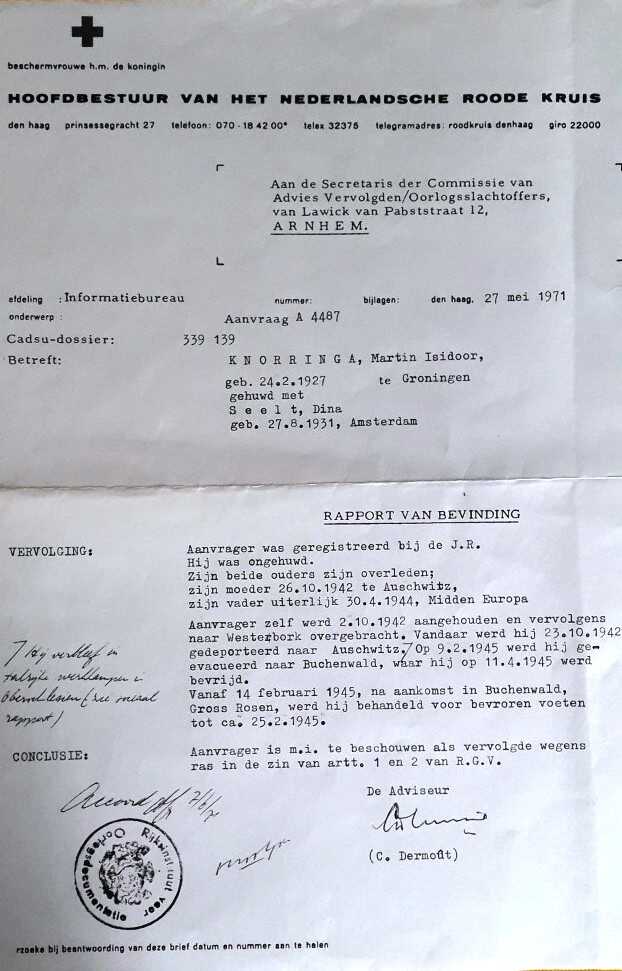 beschermvrouwe h.m. de koningin
HOOFDBESTUUR VAN HET NEDERLANDSCHE ROODE KRUIS
den haag prinsessegracht 27 telefoon: 070 - 18 42 00* telex 32375 telegramadres: roodkruis denhaag giro 22000
Aan de Secretaris der Commissie van
Advies Vervolgden/Oorlogsslachtoffers,
van Lawick van Pabststraat 12,
ARNHEM.
afdeling : Informatiebureau nummer: bijlagen: den haag, 27 mei 1971
onderwerp : Aanvraag A 4487
Cadsu-dossier: 339 139
Betreft: KNORRINGA, Martin Isidoor,
geb. 24.2.1927 te Groningen
gehuwd met
Seelt, Dina
geb. 27.8.1931, Amsterdam
RAPPORT VAN BEVINDING
VERVOLGING: Aanvrager was geregistreerd bij de J.R.
Hij was ongehuwd.
Zijn beide ouders zijn overleden;
zijn moeder 26.10.1942 te Auschwitz,
zijn vader uiterlijk 30.4.1944, Midden Europa
Aanvrager zelf werd 2.10.1942 aangehouden en vervolgens
naar Westerbork overgebracht. Vandaar werd hij 23.10.1942
gedeporteerd naar Auschwitz./Op 9.2.1945 werd hij ge-
evacueerd naar Buchenwald, waar hij op 11.4.1945 werd
bevrijd.
Vanaf 14 februari 1945, na aankomst in Buchenwald,
Gross Rosen, werd hij behandeld voor bevroren voeten
tot ca. 25.2.1945.
Hij verbleef in
talrijke werkkampen in
Oberschlesien (zie sociaal
rapport)
CONCLUSIE: Aanvrager is m.i. te beschouwen als vervolgde wegens
ras in de zin van artt. 1 en 2 van R.G.V.
Accoord
De Adviseur
(C. Dermoût)
Rijksinstituut voor Oorlogsdocumentatie
rzoeke bij beantwoording van deze brief datum en nummer aan te halen